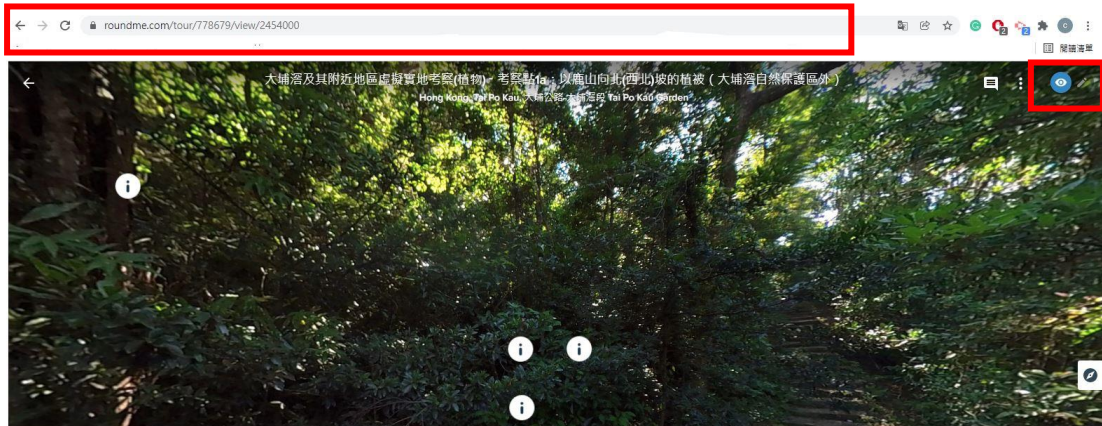 roundme.com/tour/778679/view/2454000
2
2
c
閱讀清單
大埔滘及其附近地區虛擬實地考察(植物) - 考察點1a：以鹿山向北(西北)坡的植被（大埔滘自然保護區外）
Hong Kong, Tai Po Kau, 大埔公路-大埔滘段 Tai Po Kau Garden
i
i
i
i